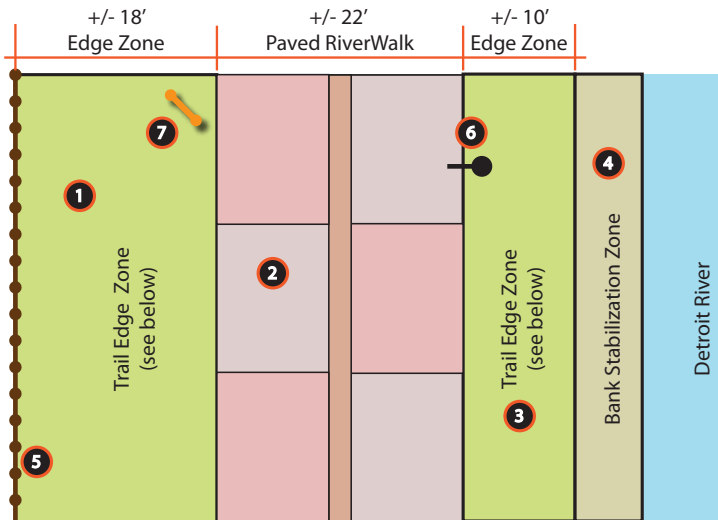 +/- 18’
Edge Zone
+/- 22’
Paved RiverWalk
+/- 10’
Edge Zone
7
6
4
1
2
Trail Edge Zone
(see below)
Trail Edge Zone
(see below)
Bank Stabilization Zone
Detroit River
3
5